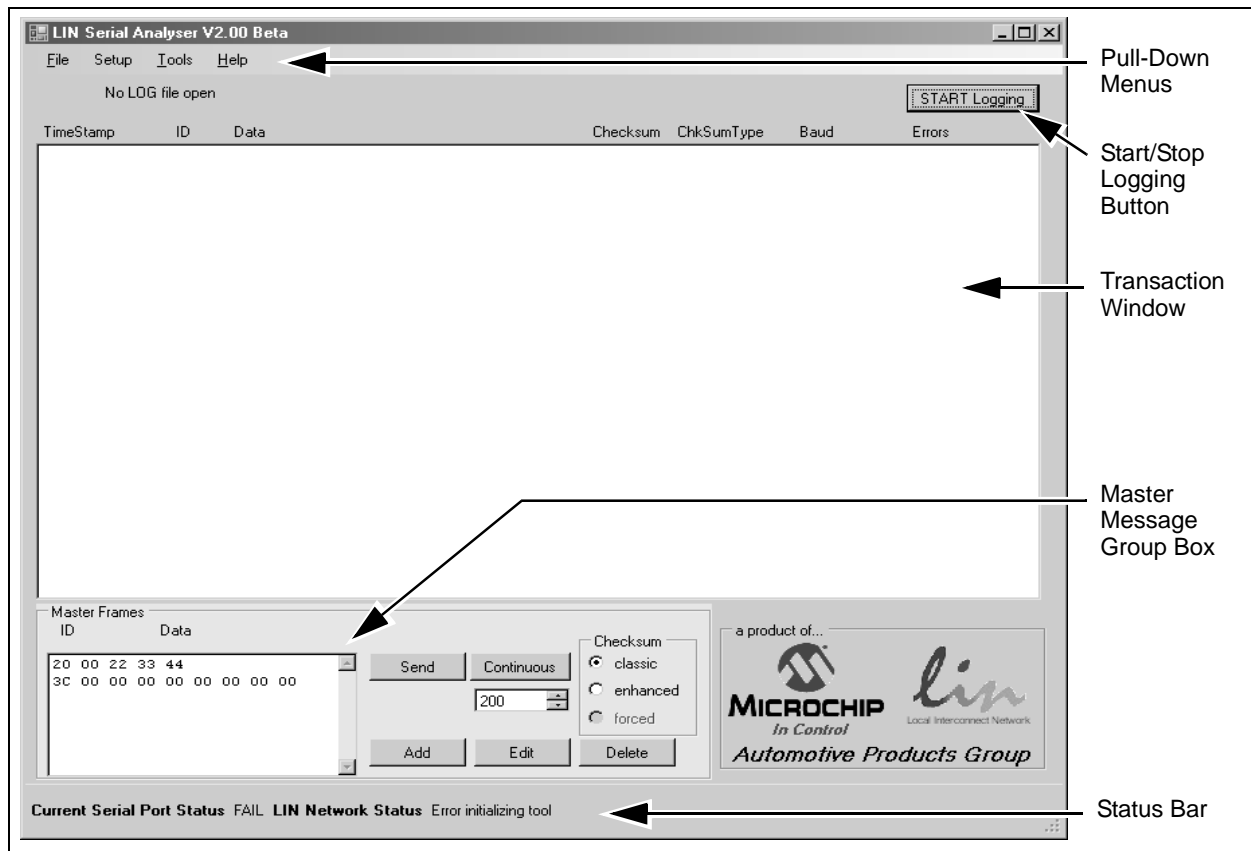 LIN Serial Analyser V2.00 Beta
File Setup Tools Help
Pull-Down
Menus
No LOG file open
START Logging
TimeStamp ID Data Checksum ChkSumType Baud Errors
Start/Stop
Logging
Button
Transaction
Window
Master
Message
Group Box
Master Frames
ID Data
20 00 22 33 44
3C 00 00 00 00 00 00 00 00
Send Continuous
200
Add Edit Delete
Checksum
classic
enhanced
forced
a product of...
MICROCHIP
In Control
lin
Local Interconnect Network
Automotive Products Group
Current Serial Port Status FAIL LIN Network Status Error initializing tool
Status Bar